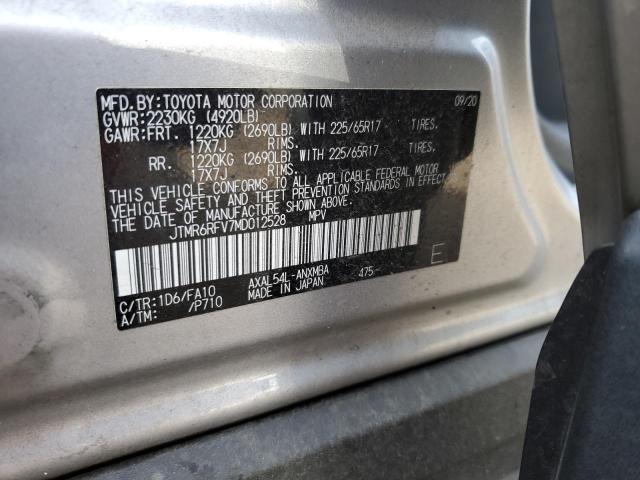 MFD.BY:TOYOTA MOTOR CORPORATION 09/20
GVWR:2230KG (4920LB)
GAWR:FRT. 1220KG (2690LB) WITH 225/65R17 TIRES.
17X7J RIMS.
RR. 1220KG (2690LB) WITH 225/65R17 TIRES.
17X7J RIMS.
THIS VEHICLE CONFORMS TO ALL APPLICABLE FEDERAL MOTOR
VEHICLE SAFETY AND THEFT PREVENTION STANDARDS IN EFFECT
ON THE DATE OF MANUFACTURE SHOWN ABOVE.
JTMR6RFV7MD012528 MPV
C/TR:1D6/FA10 AXAL54L-ANXMBA 475-
A/TM: /P710 MADE IN JAPAN
E